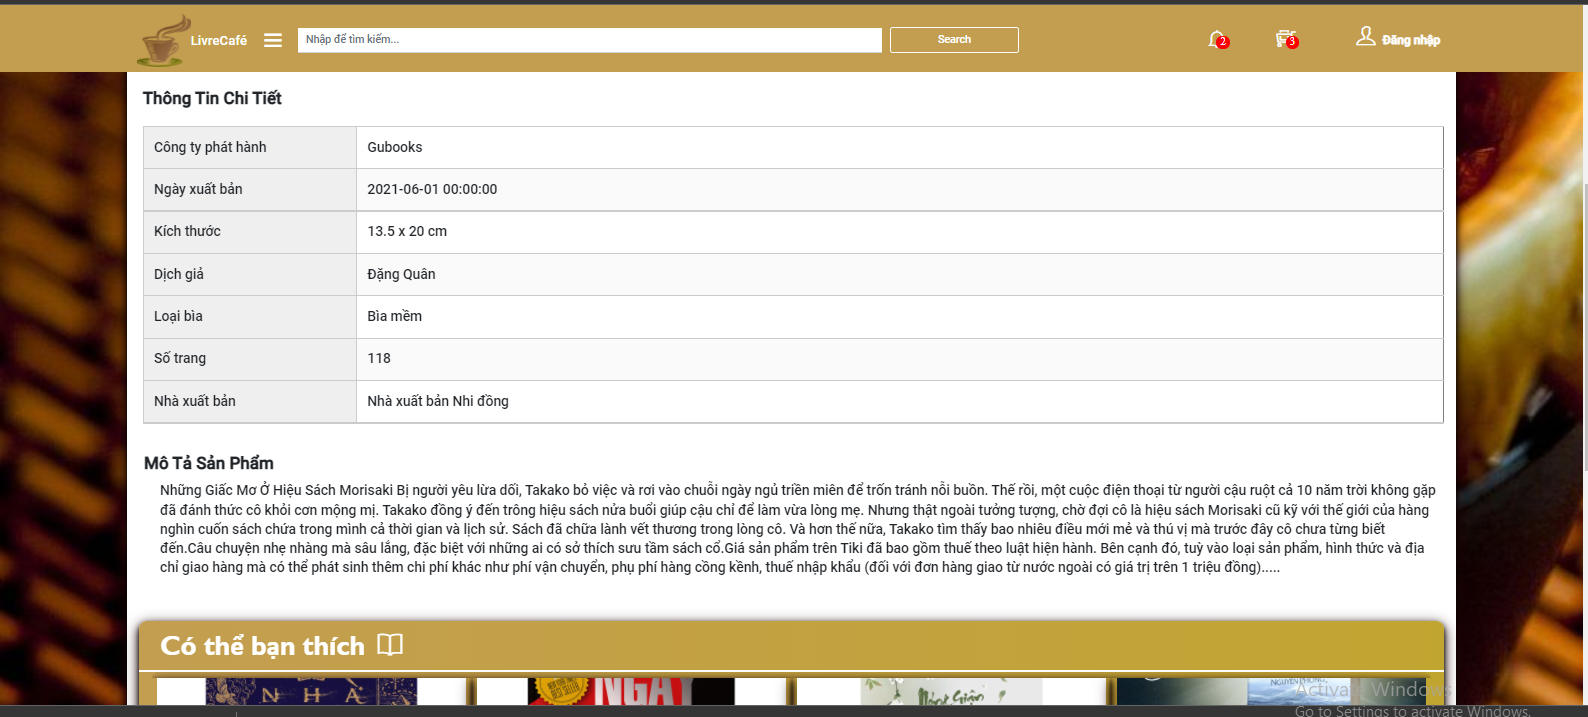 LivreCafé
Nhập để tìm kiếm...
Search
2
3
Đăng nhập
Thông Tin Chi Tiết
Công ty phát hành Gubooks
Ngày xuất bản 2021-06-01 00:00:00
Kích thước 13.5 x 20 cm
Dịch giả Đặng Quân
Loại bìa Bìa mềm
Số trang 118
Nhà xuất bản Nhà xuất bản Nhi đồng
Mô Tả Sản Phẩm
Những Giấc Mơ Ở Hiệu Sách Morisaki Bị người yêu lừa dối, Takako bỏ việc và rơi vào chuỗi ngày ngủ triền miên để trốn tránh nỗi buồn. Thế rồi, một cuộc điện thoại từ người cậu ruột cả 10 năm trời không gặp
đã đánh thức cô khỏi cơn mộng mị. Takako đồng ý đến trông hiệu sách nửa buổi giúp cậu chỉ để làm vừa lòng mẹ. Nhưng thật ngoài tưởng tượng, chờ đợi cô là hiệu sách Morisaki cũ kỹ với thế giới của hàng
nghìn cuốn sách chứa trong mình cả thời gian và lịch sử. Sách đã chữa lành vết thương trong lòng cô. Và hơn thế nữa, Takako tìm thấy bao nhiêu điều mới mẻ và thú vị mà trước đây cô chưa từng biết
đến.Câu chuyện nhẹ nhàng mà sâu lắng, đặc biệt với những ai có sở thích sưu tầm sách cổ.Giá sản phẩm trên Tiki đã bao gồm thuế theo luật hiện hành. Bên cạnh đó, tuỳ vào loại sản phẩm, hình thức và địa
chỉ giao hàng mà có thể phát sinh thêm chi phí khác như phí vận chuyển, phụ phí hàng cồng kềnh, thuế nhập khẩu (đối với đơn hàng giao từ nước ngoài có giá trị trên 1 triệu đồng).....
Có thể bạn thích
NHÀ
BEST SELLER
NGÀ
Nóng Giận
NGUYỄN PHONG
Activate Windows
Go to Settings to activate Windows.